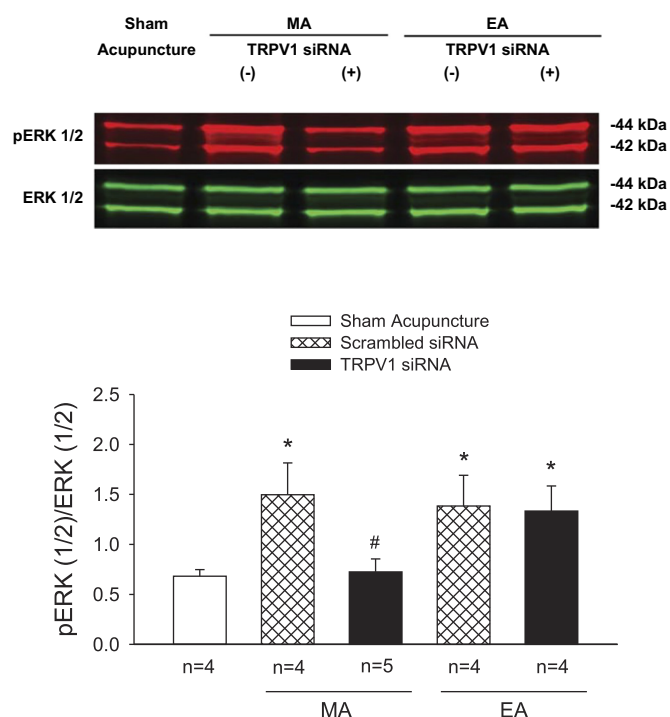 Sham MA EA
Acupuncture TRPV1 siRNA TRPV1 siRNA
(-) (+) (-) (+)
-44 kDa
pERK 1/2
-42 kDa
-44 kDa
ERK 1/2
-42 kDa
Sham Acupuncture
Scrambled siRNA
TRPV1 siRNA
pERK (1/2)/ERK (1/2)
2.5
2.0
1.5
1.0
0.5
0.0
*
#
*
*
n=4 n=4 n=5 n=4 n=4
MA EA